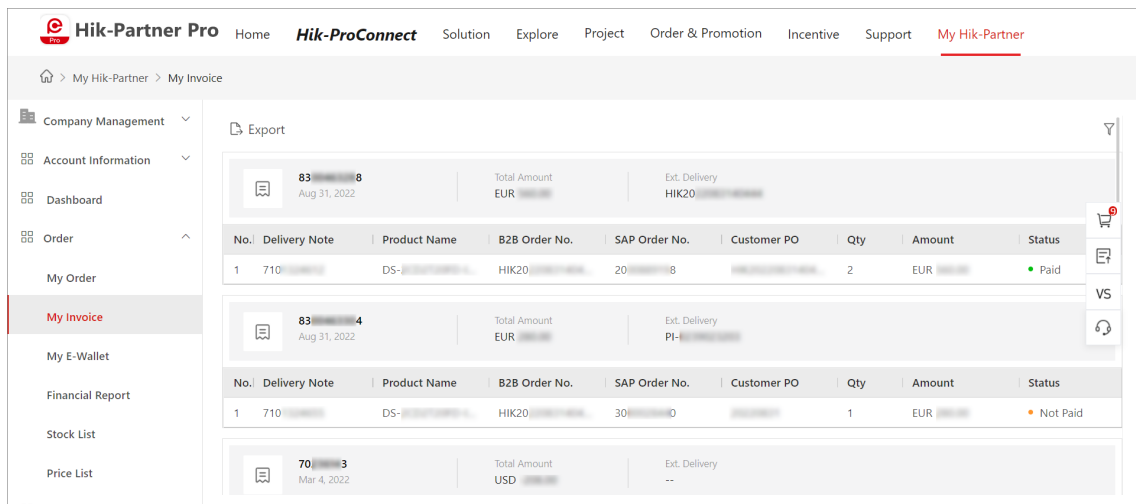 Hik-Partner Pro Home Hik-ProConnect Solution Explore Project Order & Promotion Incentive Support My Hik-Partner
Pro
> My Hik-Partner > My Invoice
Company Management
Account Information
Dashboard
Order
My Order
My Invoice
My E-Wallet
Financial Report
Stock List
Price List
Export
83 8 Total Amount Ext. Delivery
Aug 31, 2022 EUR HIK20
No. Delivery Note Product Name B2B Order No. SAP Order No. Customer PO Qty Amount Status
1 710 DS- HIK20 20 8 2 EUR Paid
83 4 Total Amount Ext. Delivery
Aug 31, 2022 EUR PI-
No. Delivery Note Product Name B2B Order No. SAP Order No. Customer PO Qty Amount Status
1 710 DS- HIK20 30 0 1 EUR Not Paid
70 3 Total Amount Ext. Delivery
Mar 4, 2022 USD --
9
VS